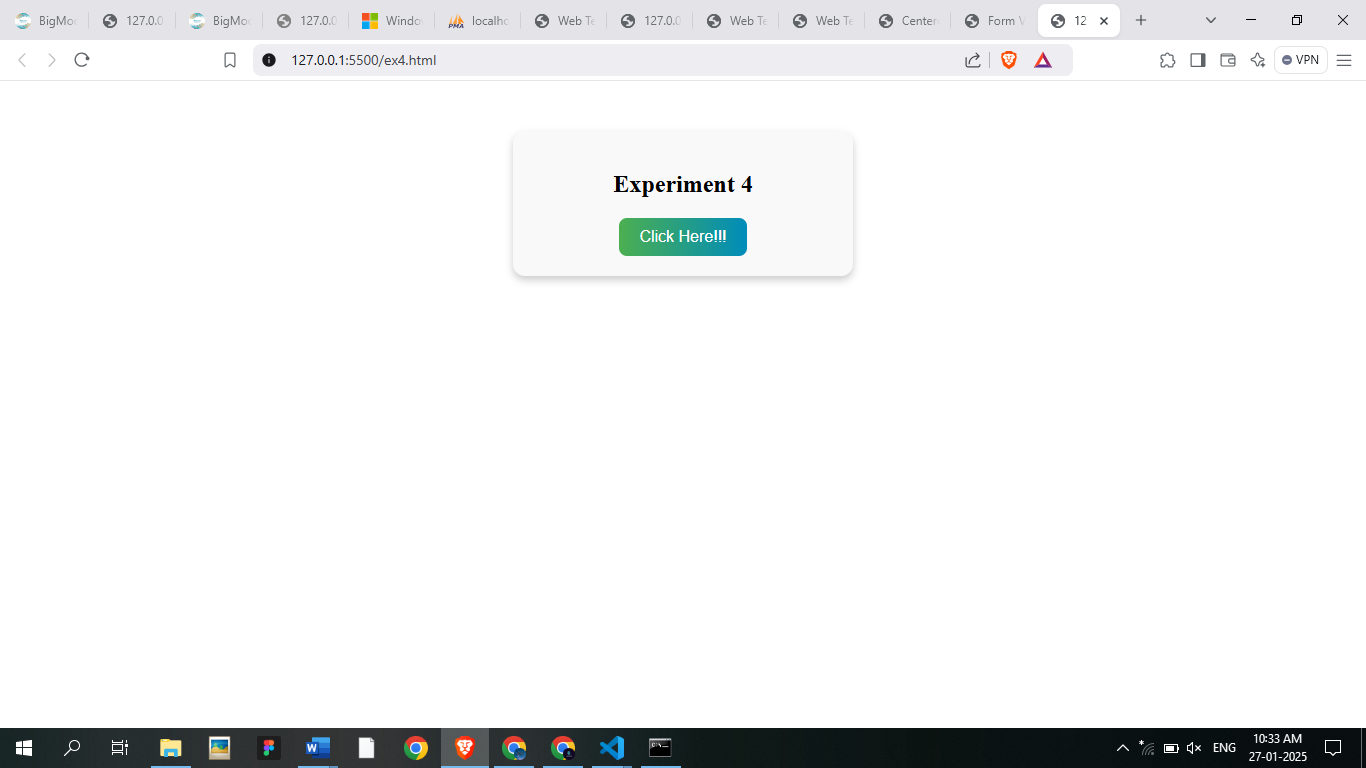 BigMo
127.0.0
BigMo
127.0.0
Windo
localho
Web Te
127.0.0
Web Te
Web Te
Center
Form V
12
127.0.0.1:5500/ex4.html
VPN
Experiment 4
Click Here!!!
ENG
10:33 AM
27-01-2025